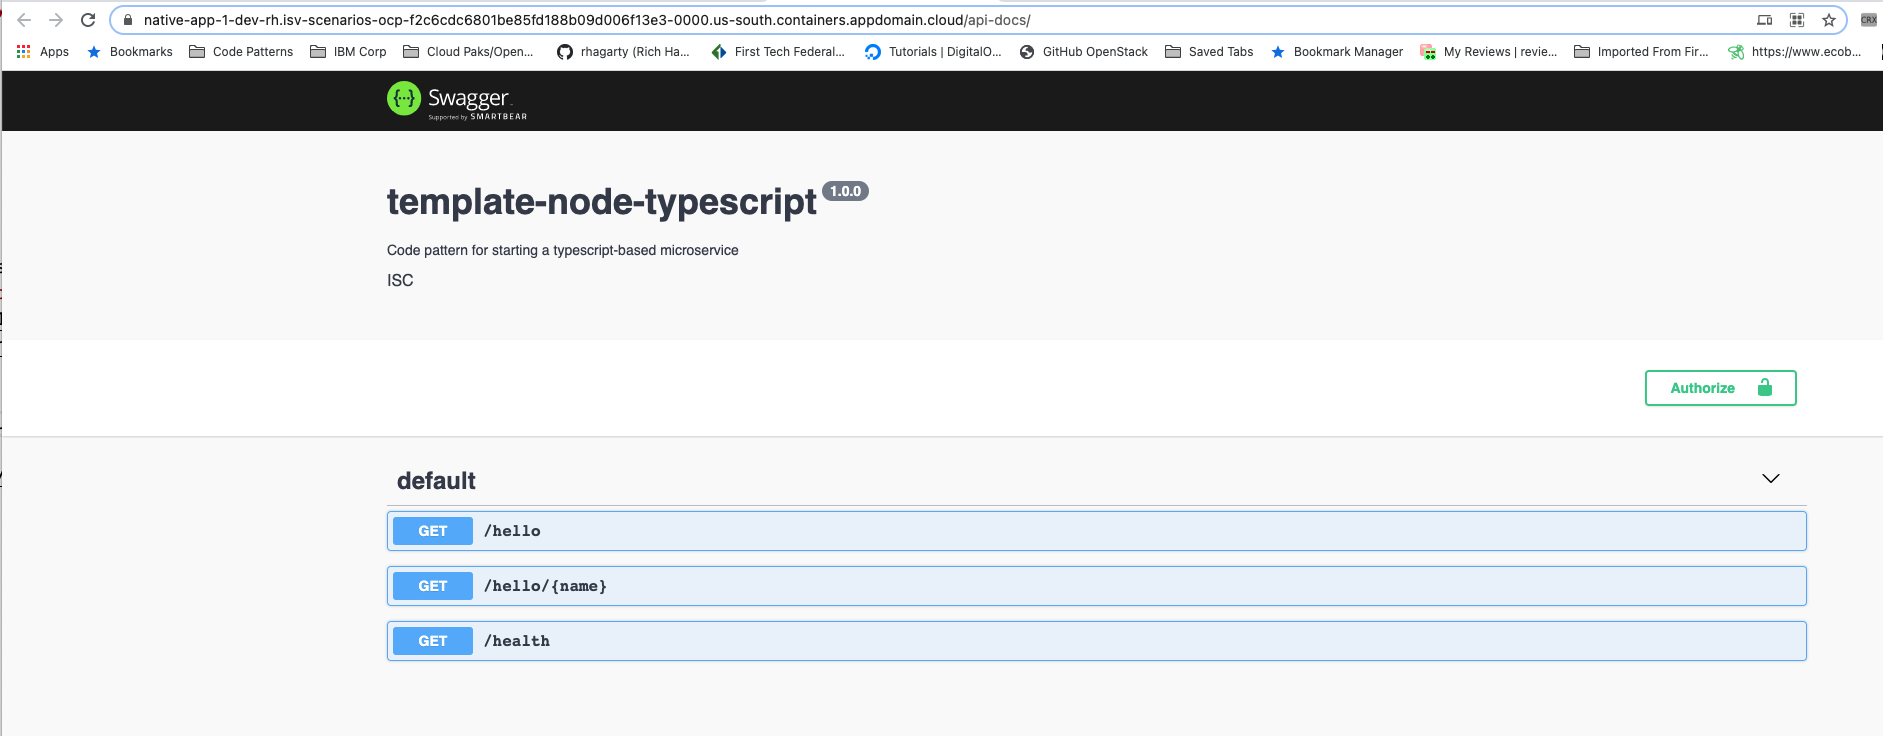 native-app-1-dev-rh.isv-scenarios-ocp-f2c6cdc6801be85fd188b09d006f13e3-0000.us-south.containers.appdomain.cloud/api-docs/
CRX
Apps Bookmarks Code Patterns IBM Corp Cloud Paks/Open... rhagarty (Rich Ha... First Tech Federal... Tutorials | DigitalO... GitHub OpenStack Saved Tabs Bookmark Manager My Reviews | revie... Imported From Fir... https://www.ecob...
{···} Swagger
Supported by SMARTBEAR
template-node-typescript 1.0.0
Code pattern for starting a typescript-based microservice
ISC
Authorize
default
GET /hello
GET /hello/{name}
GET /health